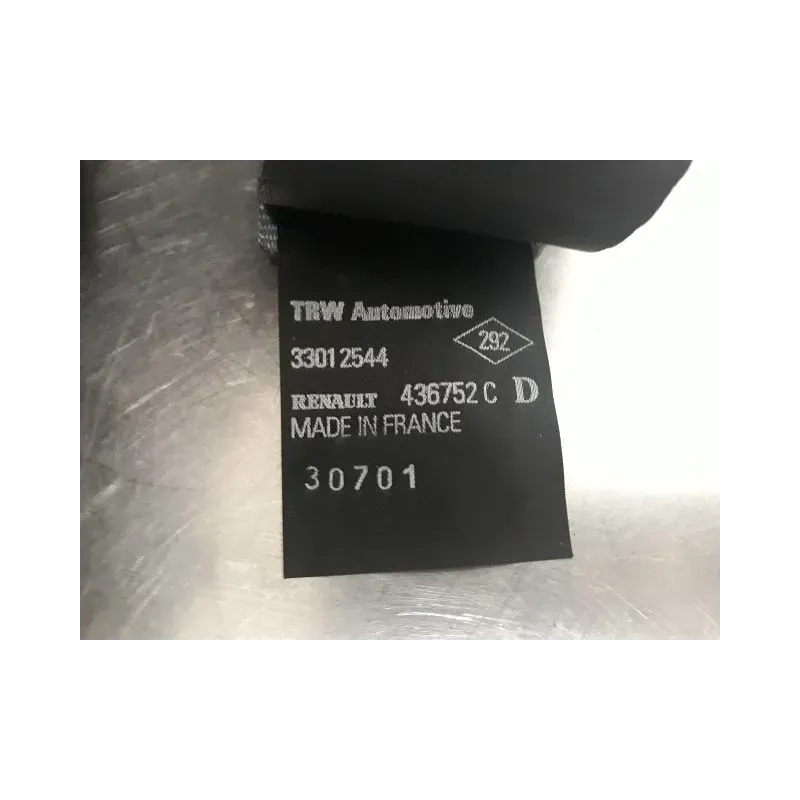 TRW Automotive
292
33012544
RENAULT 436752 C D
MADE IN FRANCE
30701